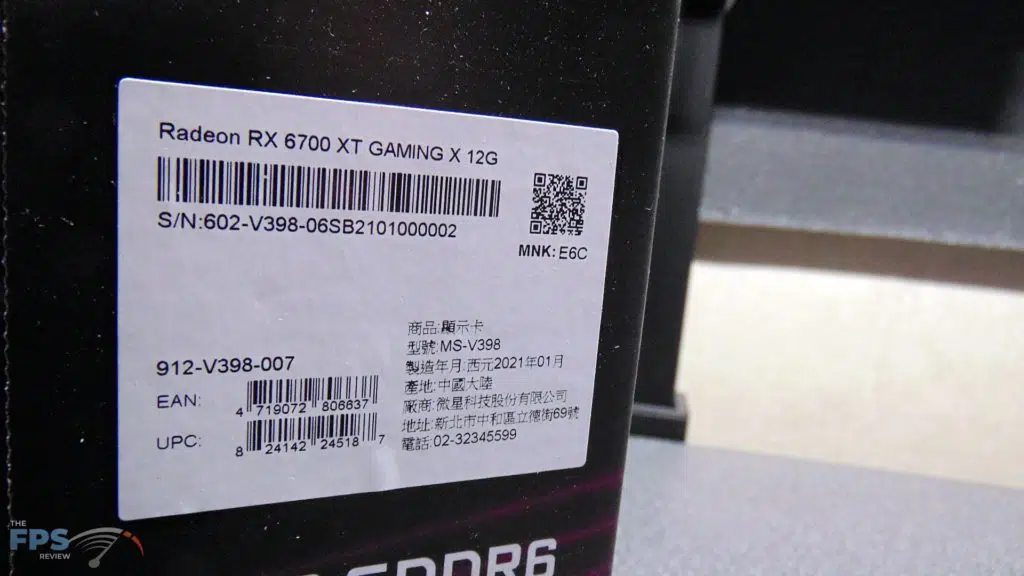 Radeon RX 6700 XT GAMING X 12G
S/N:602-V398-06SB2101000002
MNK: E6C
商品:顯示卡
型號:MS-V398
製造年月:西元2021年01月
產地:中國大陸
廠商:微星科技股份有限公司
地址:新北市中和區立德街69號
電話:02-32345599
912-V398-007
EAN:
4 719072 806637
UPC:
8 24142 24518 7
GDDR6
THE
FPS
REVIEW